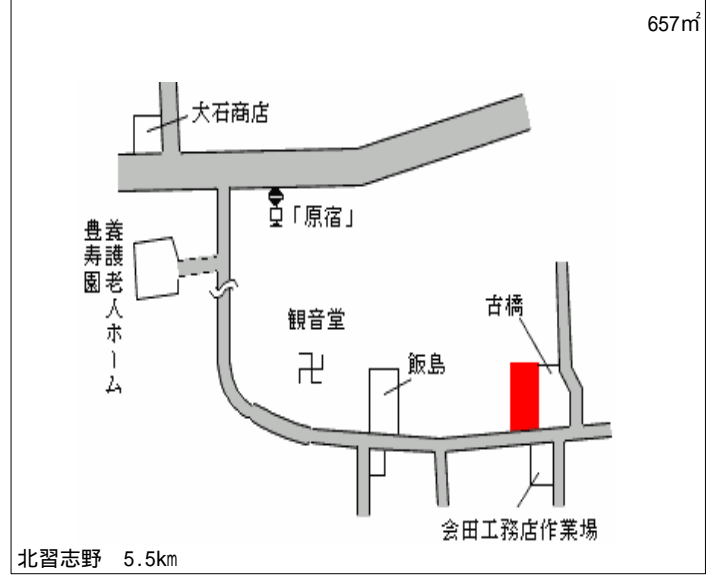 657㎡
大石商店
「原宿」
養護老人ホーム
豊寿園
観音堂
卍
飯島
古橋
会田工務店作業場
北習志野 5.5km